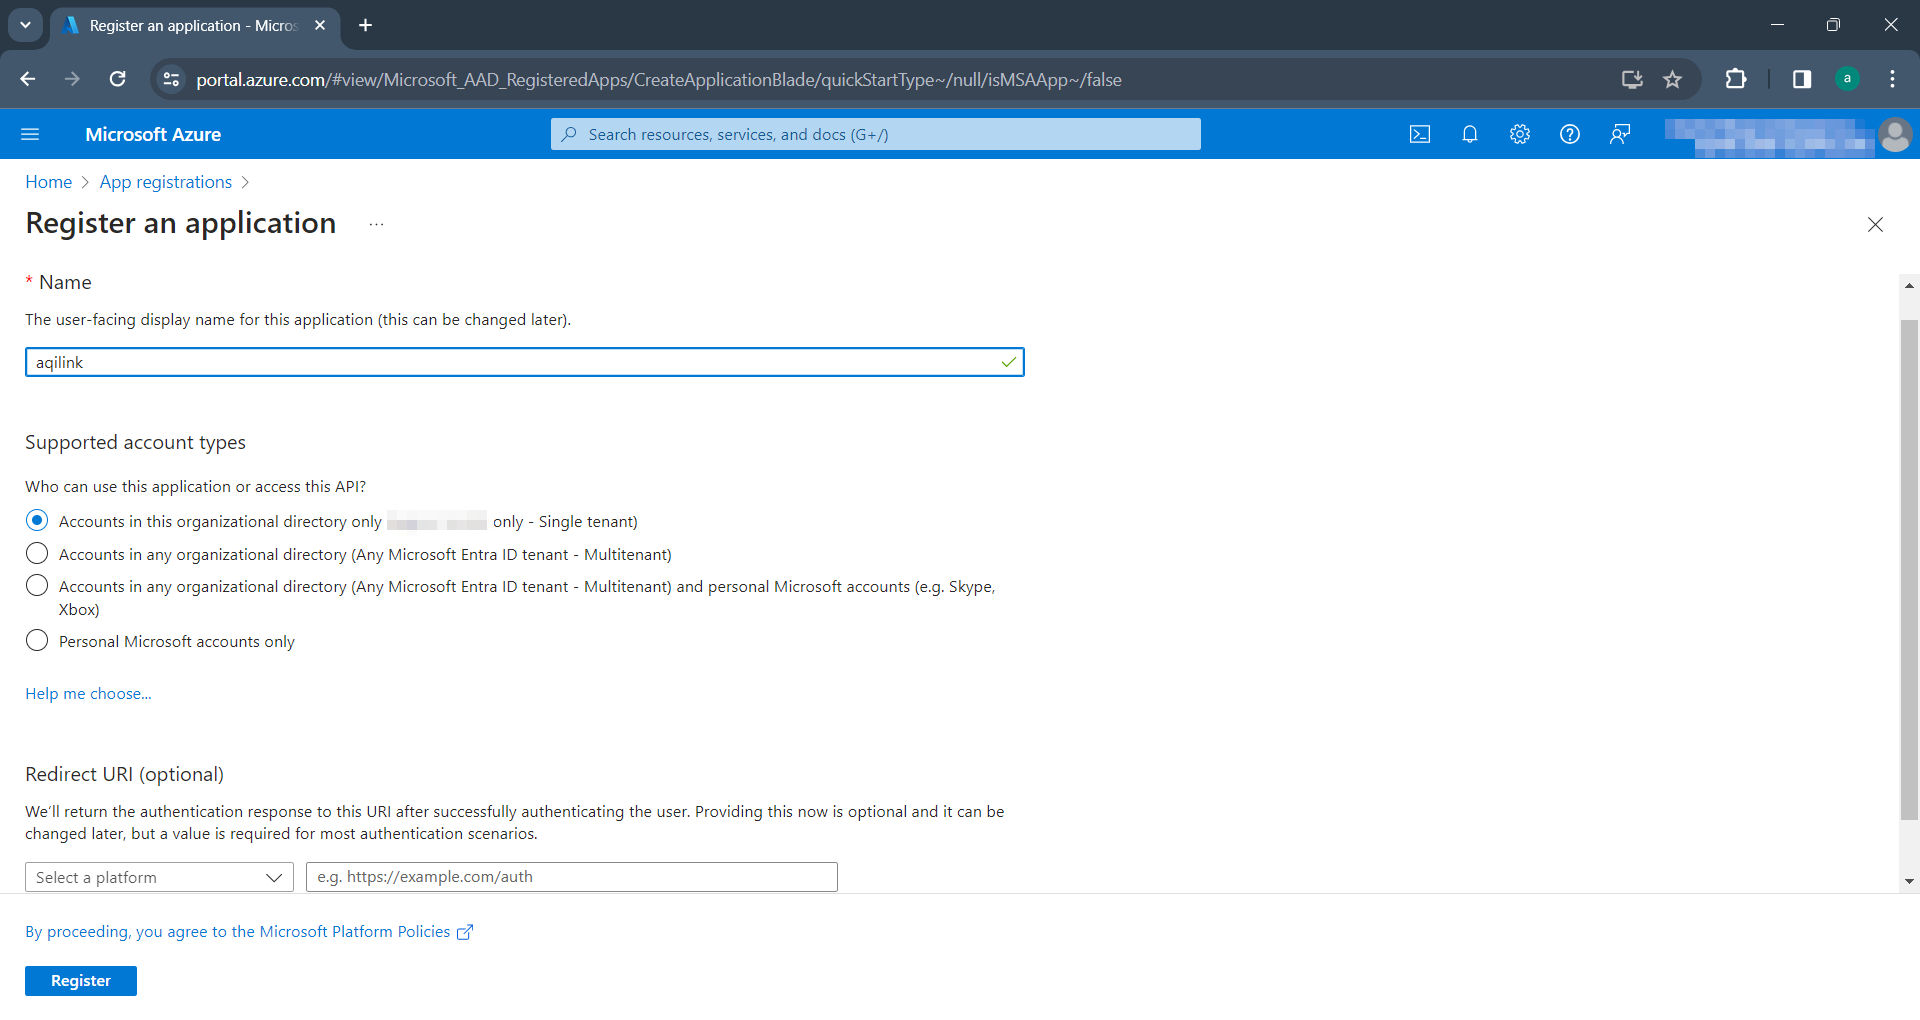 Register an application - Micros
portal.azure.com/#view/Microsoft_AAD_RegisteredApps/CreateApplicationBlade/quickStartType~/null/isMSAApp~/false
a
Microsoft Azure
Search resources, services, and docs (G+/)
Home > App registrations >
Register an application ...
* Name
The user-facing display name for this application (this can be changed later).
aqilink
Supported account types
Who can use this application or access this API?
Accounts in this organizational directory only only - Single tenant)
Accounts in any organizational directory (Any Microsoft Entra ID tenant - Multitenant)
Accounts in any organizational directory (Any Microsoft Entra ID tenant - Multitenant) and personal Microsoft accounts (e.g. Skype,
Xbox)
Personal Microsoft accounts only
Help me choose...
Redirect URI (optional)
We'll return the authentication response to this URI after successfully authenticating the user. Providing this now is optional and it can be
changed later, but a value is required for most authentication scenarios.
Select a platform
e.g. https://example.com/auth
By proceeding, you agree to the Microsoft Platform Policies
Register